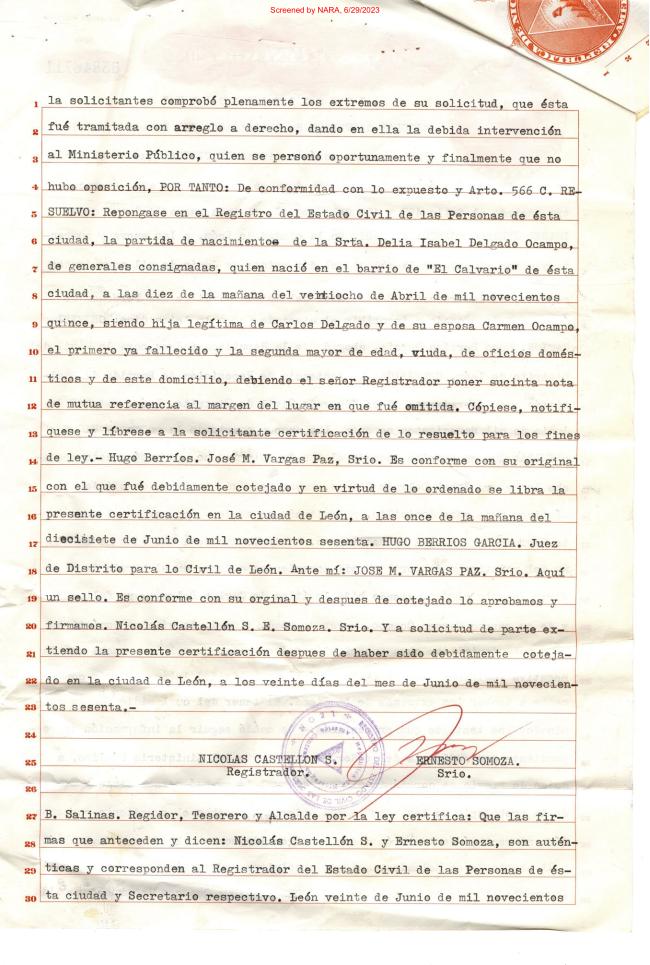 Screened by NARA, 6/29/2023
1 la solicitantes comprobó plenamente los extremos de su solicitud, que ésta
2 fué tramitada con arreglo a derecho, dando en ella la debida intervención
3 al Ministerio Público, quien se personó oportunamente y finalmente que no
4 hubo oposición, POR TANTO: De conformidad con lo expuesto y Arto. 566 C. RE-
5 SUELVO: Repongase en el Registro del Estado Civil de las Personas de ésta
6 ciudad, la partida de nacimiento de la Srta. Delia Isabel Delgado Ocampo,
7 de generales consignadas, quien nació en el barrio de "El Calvario" de ésta
8 ciudad, a las diez de la mañana del veintiocho de Abril de mil novecientos
9 quince, siendo hija legítima de Carlos Delgado y de su esposa Carmen Ocampo,
10 el primero ya fallecido y la segunda mayor de edad, viuda, de oficios domés-
11 ticos y de este domicilio, debiendo el señor Registrador poner sucinta nota
12 de mutua referencia al margen del lugar en que fué omitida. Cópiese, notifi-
13 quese y líbrese a la solicitante certificación de lo resuelto para los fines
14 de ley.- Hugo Berríos. José M. Vargas Paz, Srio. Es conforme con su original
15 con el que fué debidamente cotejado y en virtud de lo ordenado se libra la
16 presente certificación en la ciudad de León, a las once de la mañana del
17 diecisiete de Junio de mil novecientos sesenta. HUGO BERRIOS GARCIA. Juez
18 de Distrito para lo Civil de León. Ante mí: JOSE M. VARGAS PAZ. Srio. Aquí
19 un sello. Es conforme con su orginal y despues de cotejado lo aprobamos y
20 firmamos. Nicolás Castellón S. E. Somoza. Srio. Y a solicitud de parte ex-
21 tiendo la presente certificación despues de haber sido debidamente coteja-
22 do en la ciudad de León, a los veinte días del mes de Junio de mil novecien-
23 tos sesenta.-
24
25 NICOLAS CASTELLON S. ERNESTO SOMOZA.
Registrador. Srio.
26
27 B. Salinas. Regidor, Tesorero y Alcalde por la ley certifica: Que las fir-
28 mas que anteceden y dicen: Nicolás Castellón S. y Ernesto Somoza, son autén-
29 ticas y corresponden al Registrador del Estado Civil de las Personas de és-
30 ta ciudad y Secretario respectivo. León veinte de Junio de mil novecientos